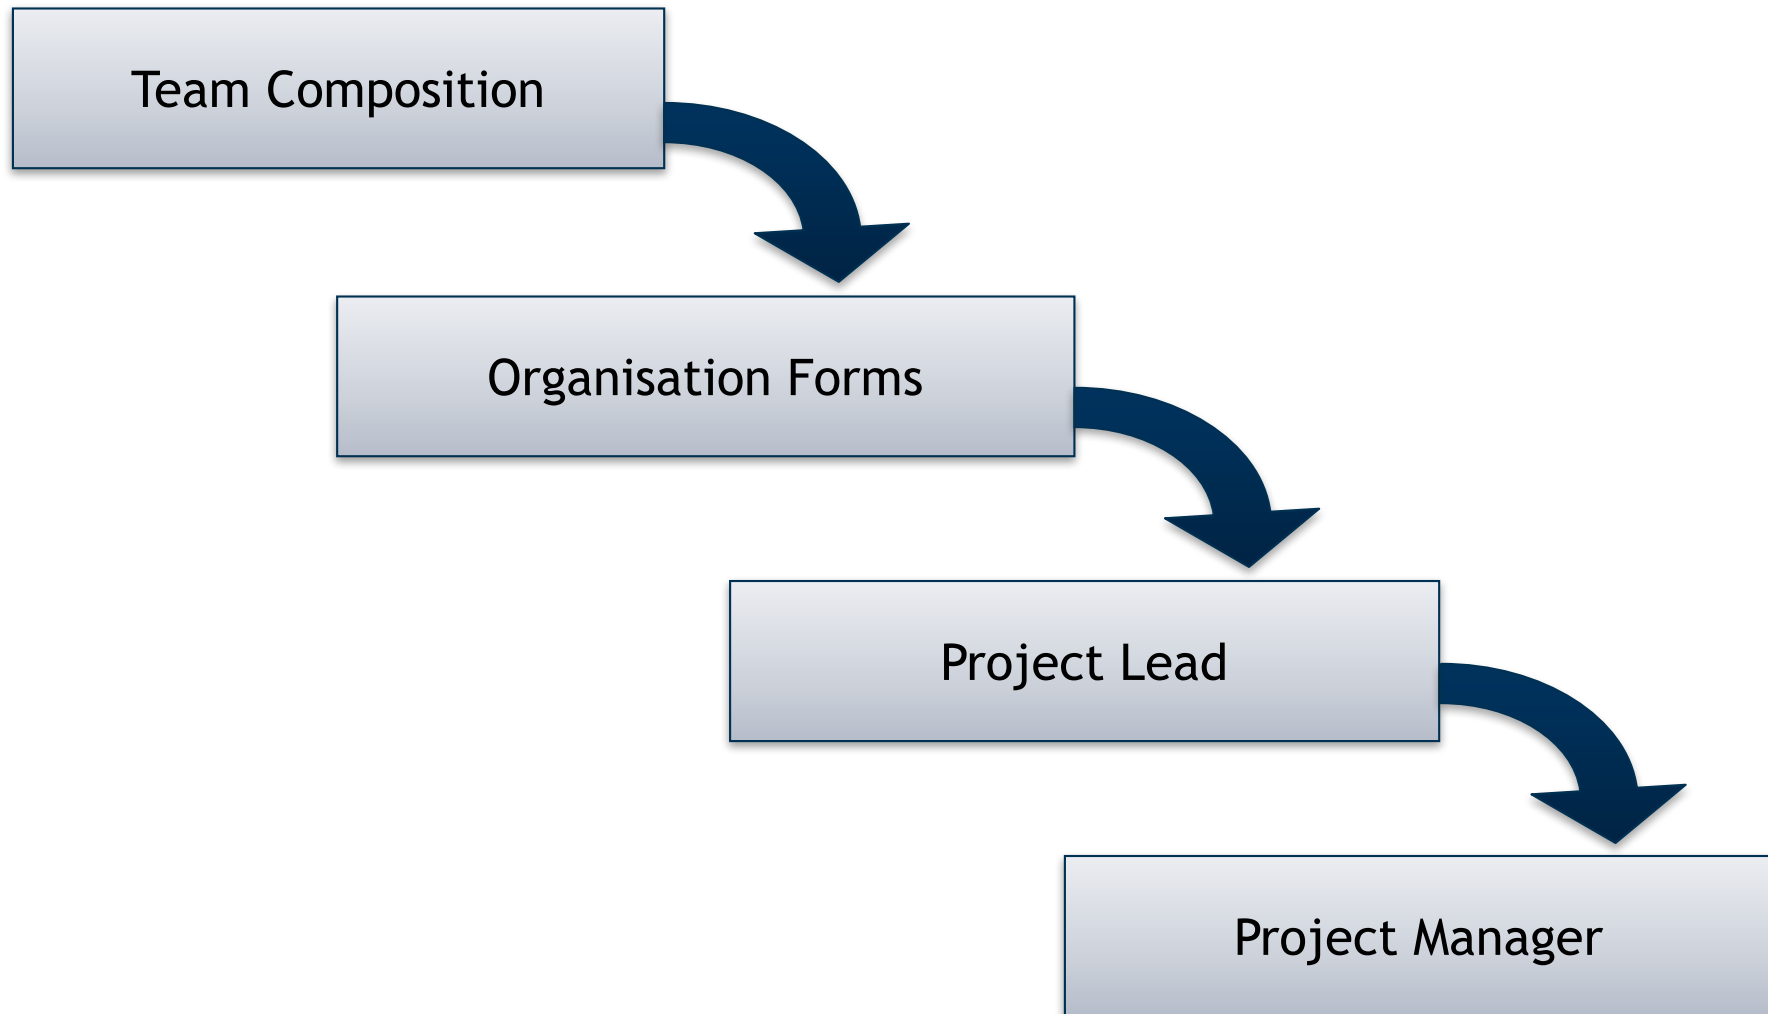 Team Composition
Organisation Forms
Project Lead
Project Manager